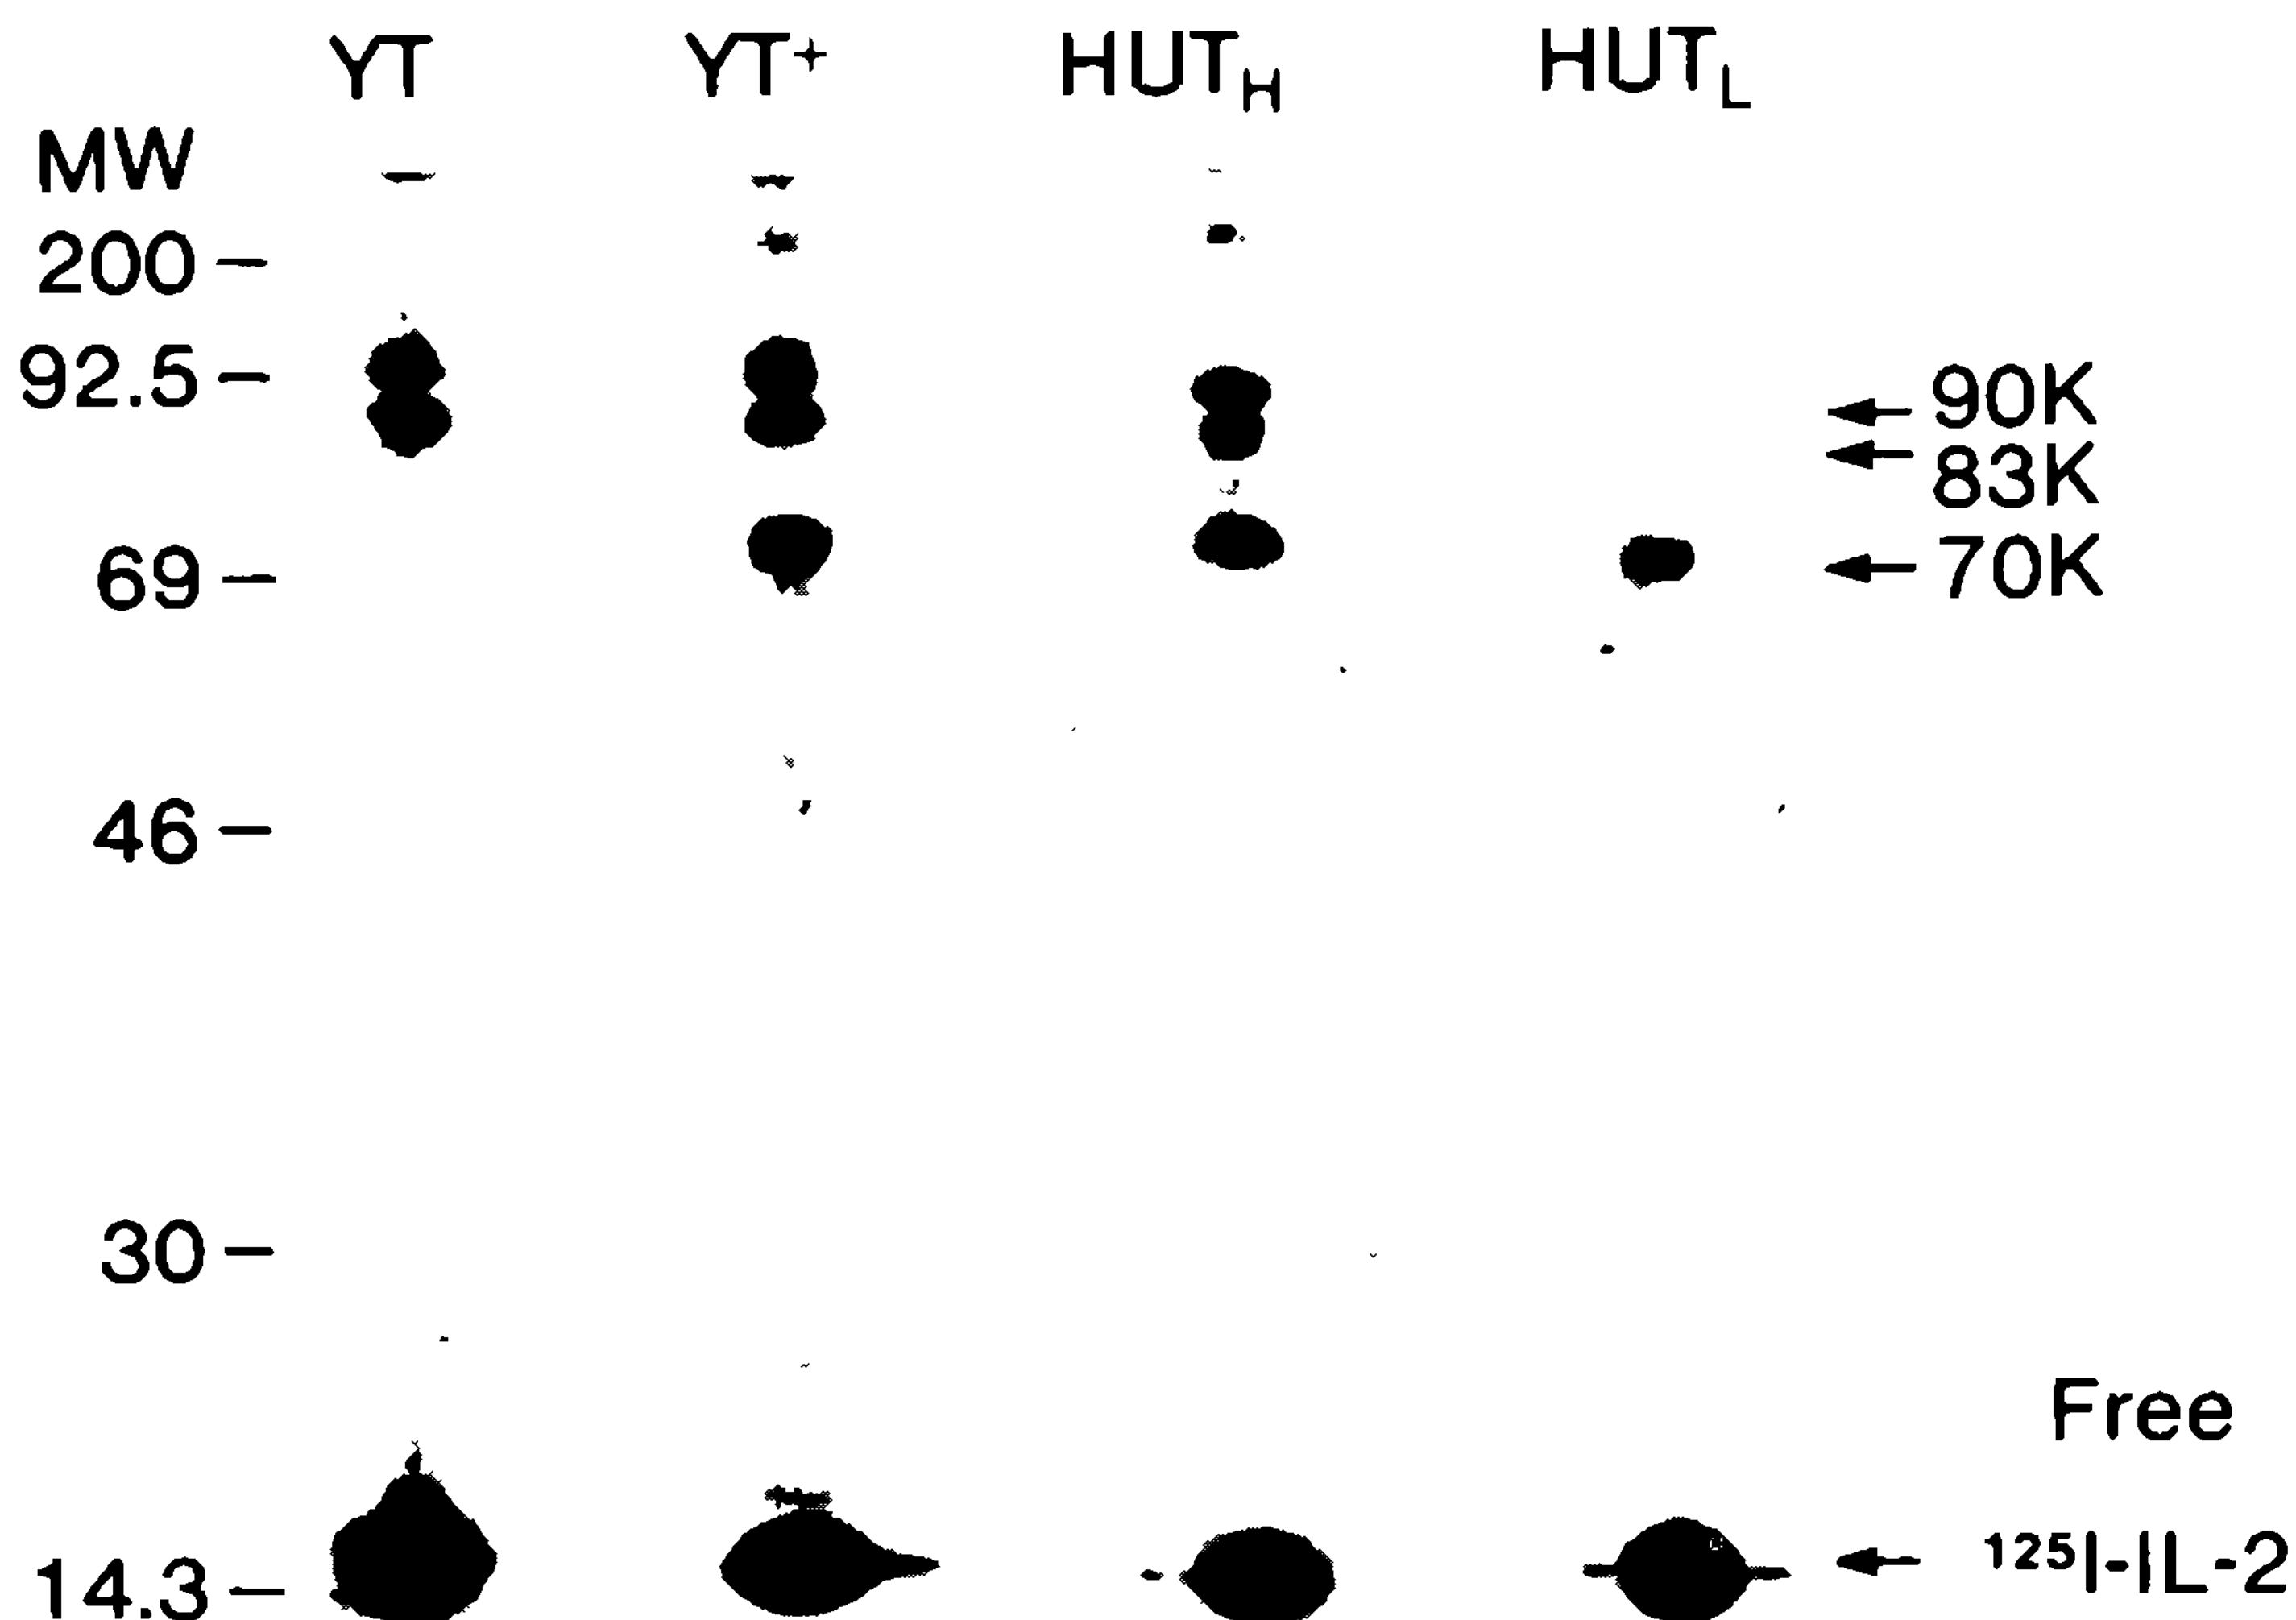 YT YT⁺ HUT_H HUT_L
MW
200
92.5
90K
83K
69
70K
46
30
Free
14.3
¹²⁵I-IL-2